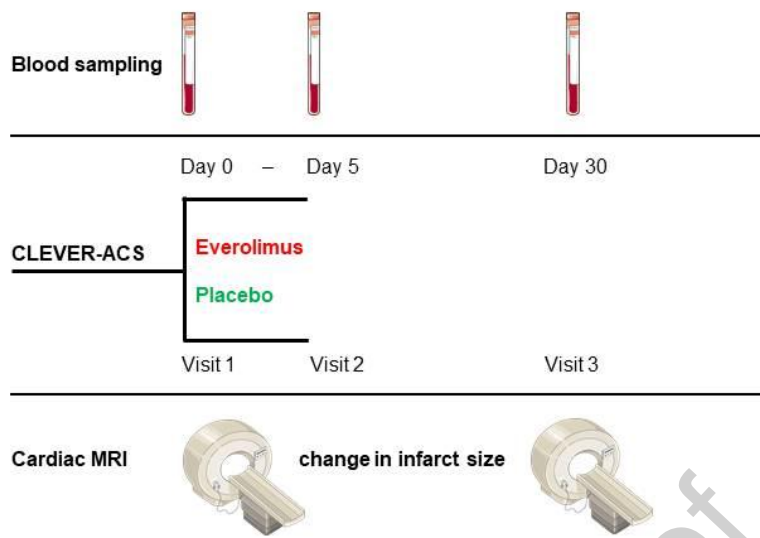 Blood sampling
Day 0 – Day 5 Day 30
Everolimus
CLEVER-ACS
Placebo
Visit 1 Visit 2 Visit 3
Cardiac MRI change in infarct size